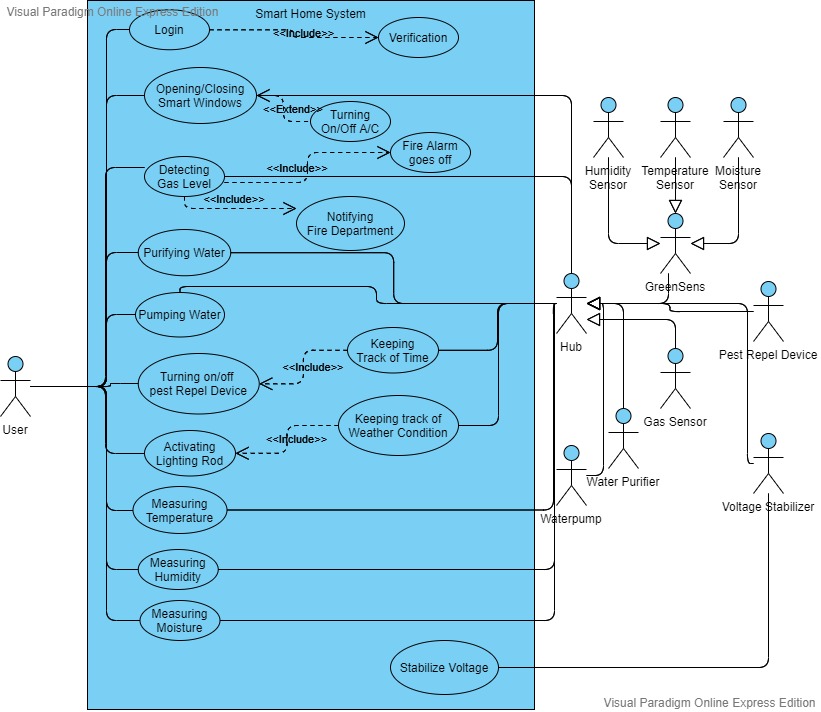 Visual Paradigm Online Express Edition
Smart Home System
Login
<<Include>>
Verification
Opening/Closing
Smart Windows
<<Extend>>
Turning
On/Off A/C
Fire Alarm
goes off
<<Include>>
Detecting
Gas Level
<<Include>>
Notifying
Fire Department
Humidity
Sensor
Temperature
Sensor
Moisture
Sensor
Purifying Water
GreenSens
Pumping Water
Hub
Keeping
Track of Time
<<Include>>
Turning on/off
pest Repel Device
Pest Repel Device
User
Gas Sensor
Keeping track of
Weather Condition
<<Include>>
Activating
Lighting Rod
Water Purifier
Measuring
Temperature
Waterpump
Voltage Stabilizer
Measuring
Humidity
Measuring
Moisture
Stabilize Voltage
Visual Paradigm Online Express Edition